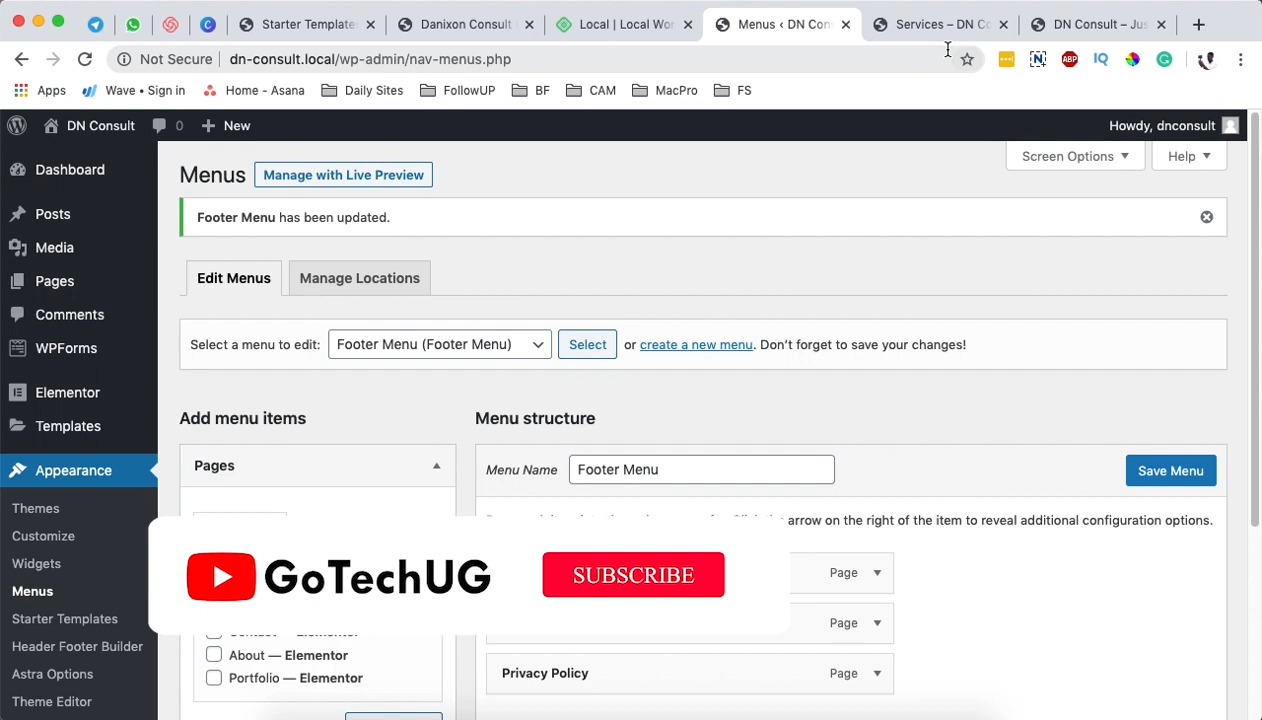 Starter Template
Danixon Consult
Local | Local Wor
Menus ‹ DN Con
Services – DN Co
DN Consult – Jus
Not Secure
dn-consult.local/wp-admin/nav-menus.php
Apps
Wave • Sign in
Home - Asana
Daily Sites
FollowUP
BF
CAM
MacPro
FS
DN Consult
0
New
Howdy, dnconsult
Dashboard
Posts
Media
Pages
Comments
WPForms
Elementor
Templates
Appearance
Themes
Customize
Widgets
Menus
Starter Templates
Header Footer Builder
Astra Options
Theme Editor
Screen Options
Help
Menus
Manage with Live Preview
Footer Menu has been updated.
Edit Menus
Manage Locations
Select a menu to edit:
Footer Menu (Footer Menu)
Select
or create a new menu. Don't forget to save your changes!
Add menu items
Menu structure
Pages
Menu Name
Footer Menu
Save Menu
arrow on the right of the item to reveal additional configuration options.
GoTechUG
SUBSCRIBE
Page
Page
About — Elementor
Portfolio — Elementor
Privacy Policy
Page